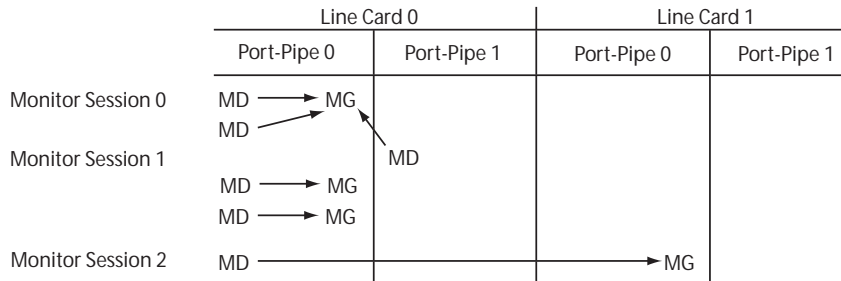 Line Card 0 Line Card 1
Port-Pipe 0 Port-Pipe 1 Port-Pipe 0 Port-Pipe 1
Monitor Session 0 MD MG
MD
Monitor Session 1 MD
MD MG
MD MG
Monitor Session 2 MD MG